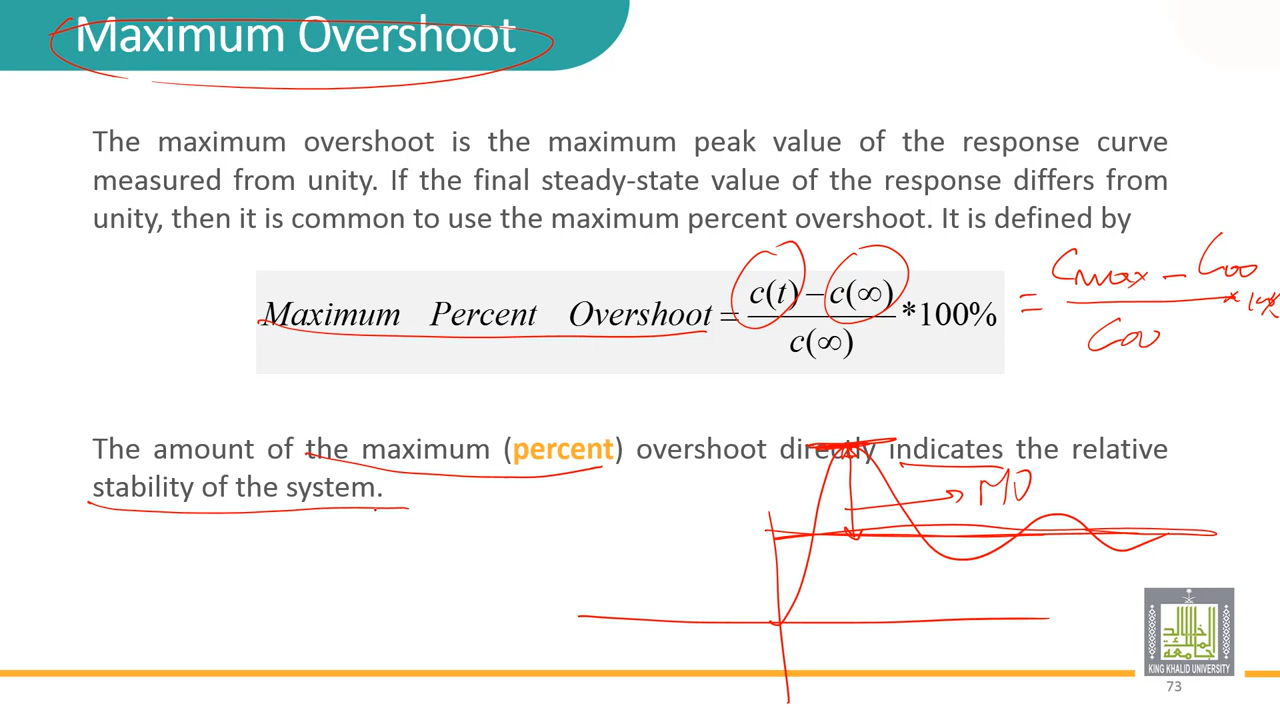 Maximum Overshoot
The maximum overshoot is the maximum peak value of the response curve
measured from unity. If the final steady-state value of the response differs from
unity, then it is common to use the maximum percent overshoot. It is defined by
Maximum Percent Overshoot = c(t) − c(∞) / c(∞) *100%
= Cmax − C∞ / C∞
The amount of the maximum (percent) overshoot directly indicates the relative
stability of the system.
MO
KING KHALID UNIVERSITY
73